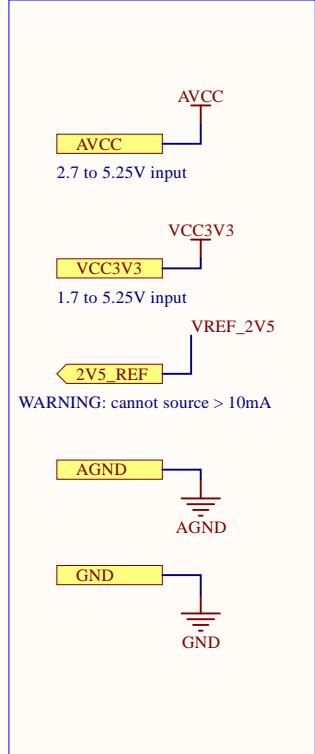 AVCC
AVCC
2.7 to 5.25V input
VCC3V3
VCC3V3
1.7 to 5.25V input
VREF_2V5
2V5_REF
WARNING: cannot source > 10mA
AGND
AGND
GND
GND